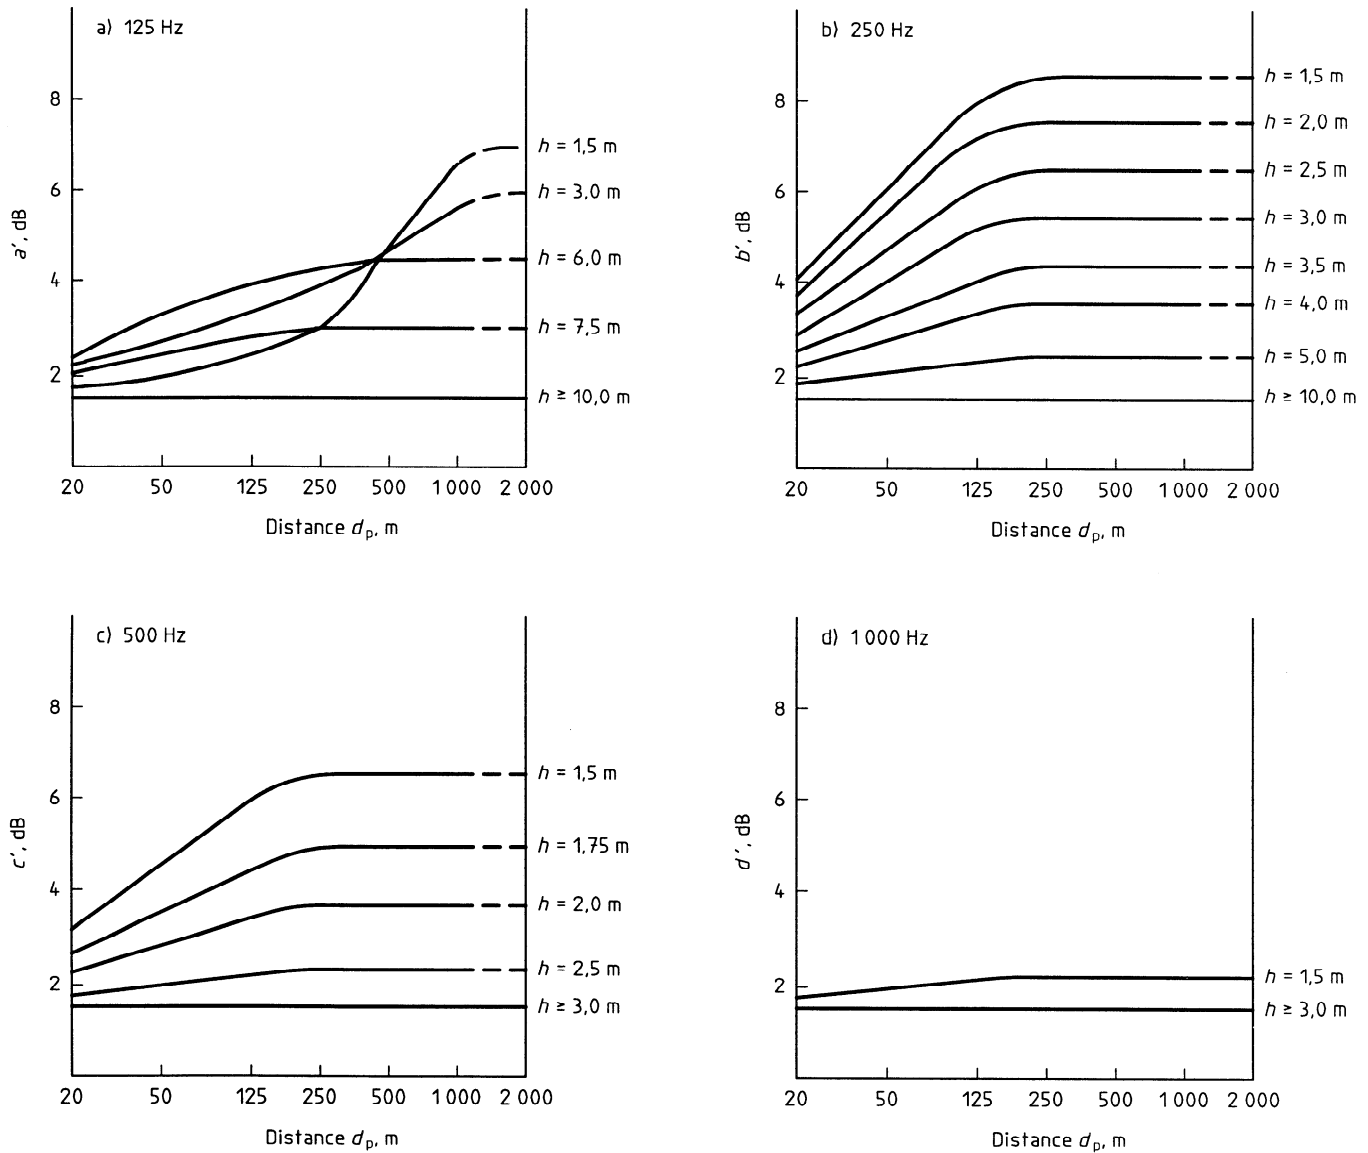 a) 125 Hz
8
6
4
2
a′, dB
h = 1,5 m
h = 3,0 m
h = 6,0 m
h = 7,5 m
h ≥ 10,0 m
20 50 125 250 500 1 000 2 000
Distance dp, m
b) 250 Hz
8
6
4
2
b′, dB
h = 1,5 m
h = 2,0 m
h = 2,5 m
h = 3,0 m
h = 3,5 m
h = 4,0 m
h = 5,0 m
h ≥ 10,0 m
20 50 125 250 500 1 000 2 000
Distance dp, m
c) 500 Hz
8
6
4
2
c′, dB
h = 1,5 m
h = 1,75 m
h = 2,0 m
h = 2,5 m
h ≥ 3,0 m
20 50 125 250 500 1 000 2 000
Distance dp, m
d) 1 000 Hz
8
6
4
2
d′, dB
h = 1,5 m
h ≥ 3,0 m
20 50 125 250 500 1 000 2 000
Distance dp, m